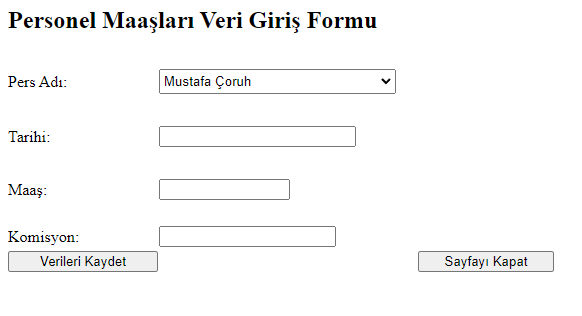 Personel Maaşları Veri Giriş Formu
Pers Adı: Mustafa Çoruh
Tarihi:
Maaş:
Komisyon:
Verileri Kaydet Sayfayı Kapat